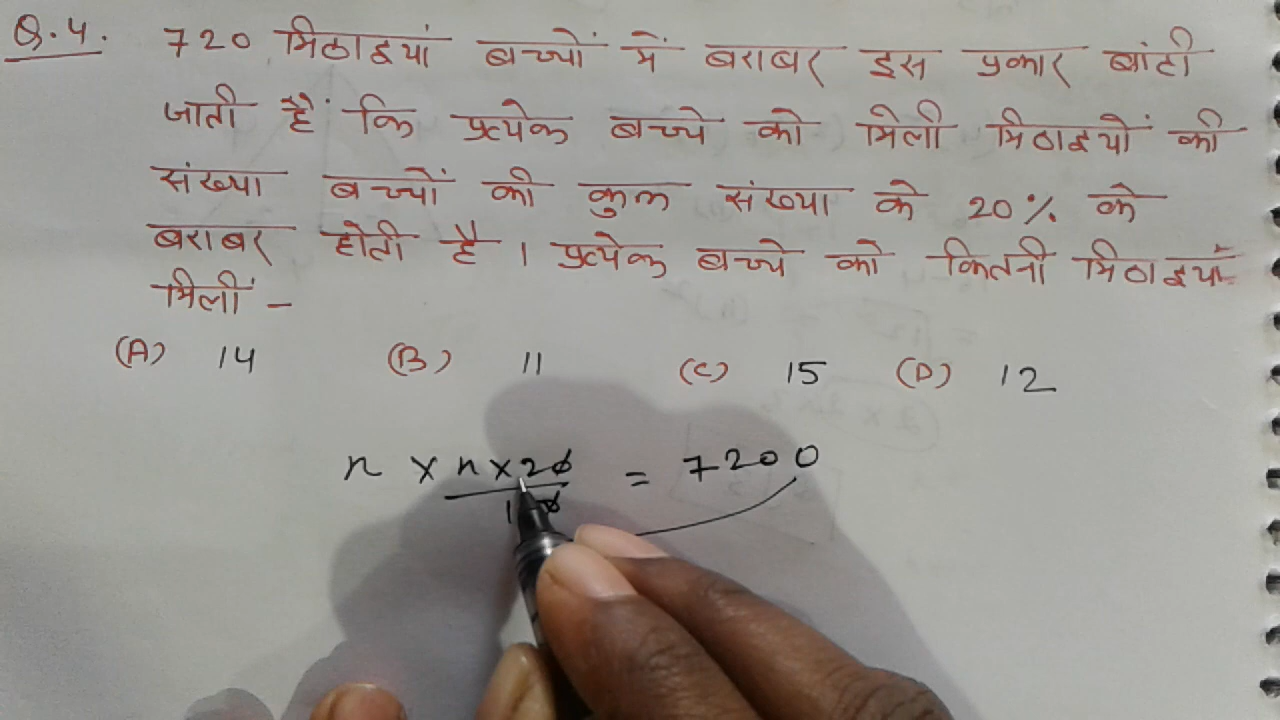 Q.4. 720 मिठाइयां बच्चों में बराबर इस प्रकार बांटी
जाती हैं कि प्रत्येक बच्चे को मिली मिठाइयों की
संख्या बच्चों की कुल संख्या के 20% के
बराबर होती है । प्रत्येक बच्चे को कितनी मिठाइयां
मिलीं –
(A) 14 (B) 11 (C) 15 (D) 12
n × n × 20 = 7200